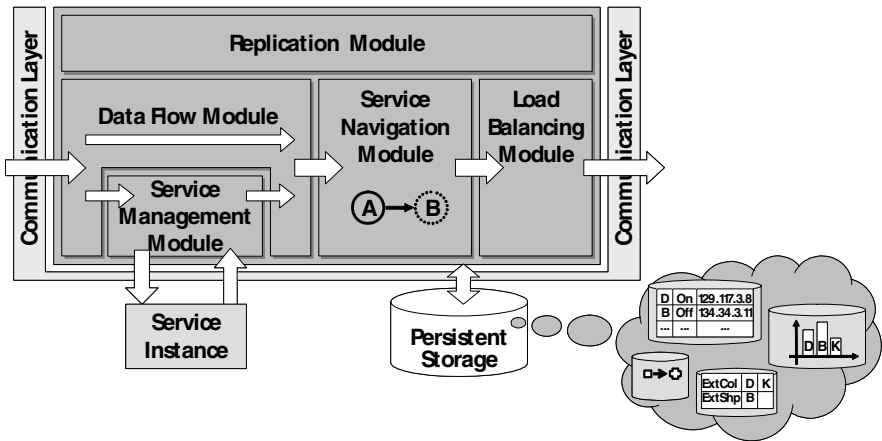 Communication Layer
Replication Module
Data Flow Module
Service
Management
Module
Service
Navigation
Module
A
B
Load
Balancing
Module
Communication Layer
Service
Instance
Persistent
Storage
D On 129.117.3.8
B Off 134.34.3.11
... ... ...
D B K
ExtCol D K
ExtShp B